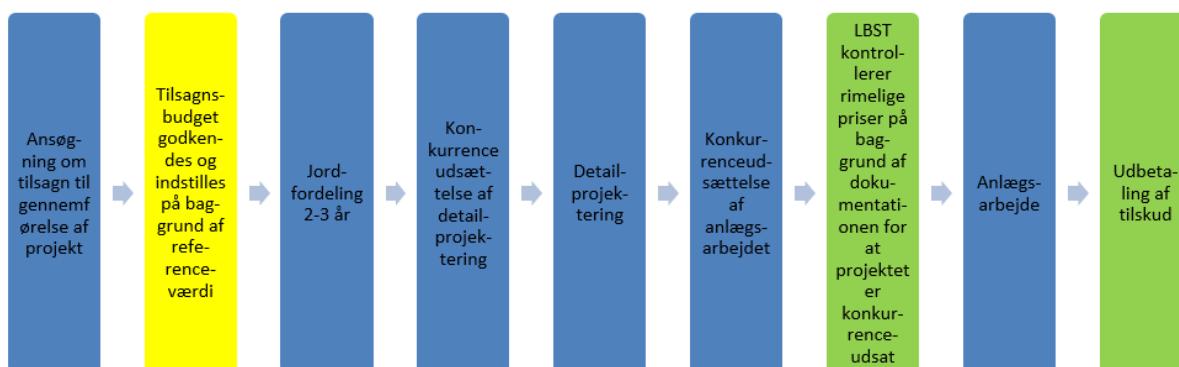 Ansøg-
ning om
tilsagn til
gennemf
ørelse af
projekt
Tilsagns-
budget
godken-
des og
indstilles
på bag-
grund af
refe-
rence-
værdi
Jord-
fordeling
2-3 år
Kon-
kurrence
udsæt-
telse af
detail-
projek-
tering
Detail-
projek-
tering
Konkur-
renceud-
sættelse
af
anlægs-
arbejdet
LBST
kontrol-
lerer
rimelige
priser på
bag-
grund af
doku-
mentati-
onen for
at
projektet
er
konkur-
rence-
udsat
Anlægs-
arbejde
Udbeta-
ling af
tilskud